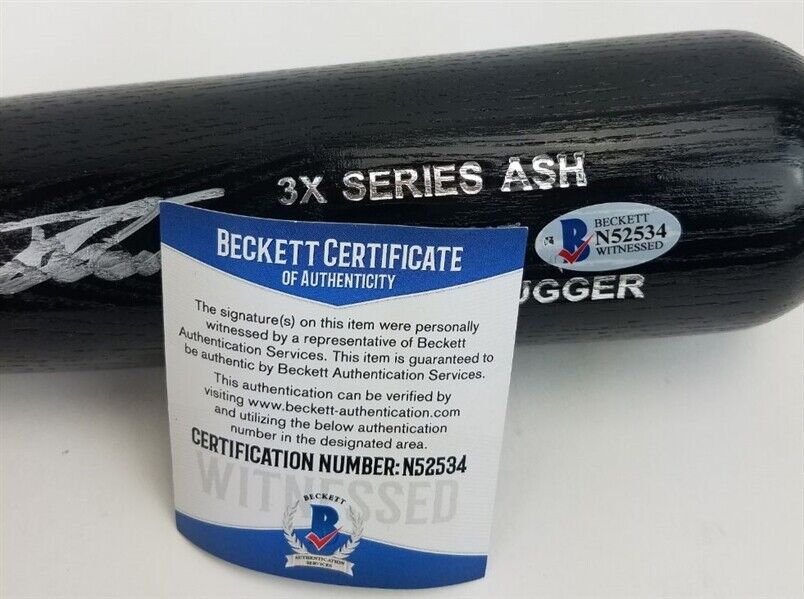 3X SERIES ASH
UGGER
BECKETT
N52534
WITNESSED
BECKETT CERTIFICATE
OF AUTHENTICITY
The signature(s) on this item were personally
witnessed by a representative of Beckett
Authentication Services. This item is guaranteed to
be authentic by Beckett Authentication Services.
This authentication can be verified by
visiting www.beckett-authentication.com
and utilizing the below authentication
number in the designated area.
CERTIFICATION NUMBER: N52534
WITNESSED
BECKETT
B
AUTHENTICATION
SERVICES